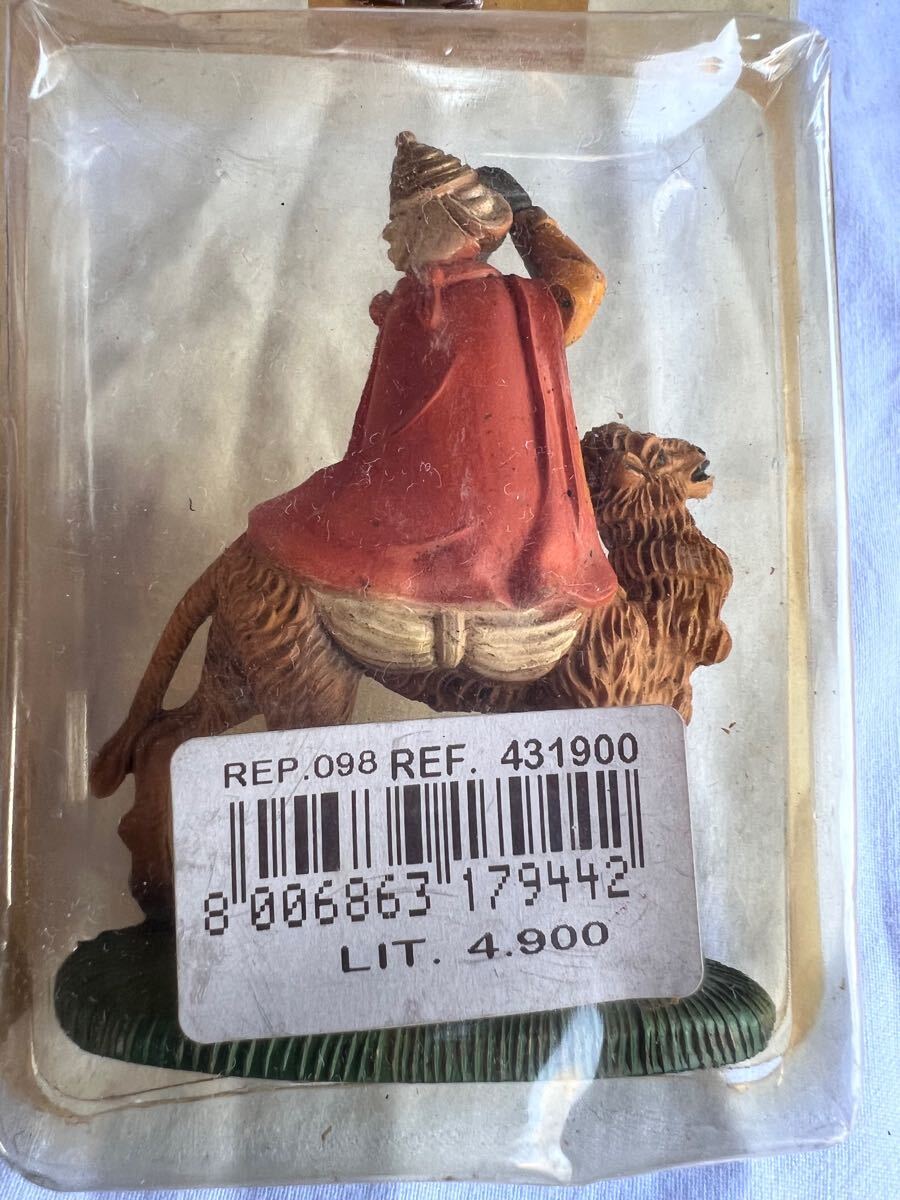 REP.098 REF. 431900
8 006863 179442
LIT. 4.900